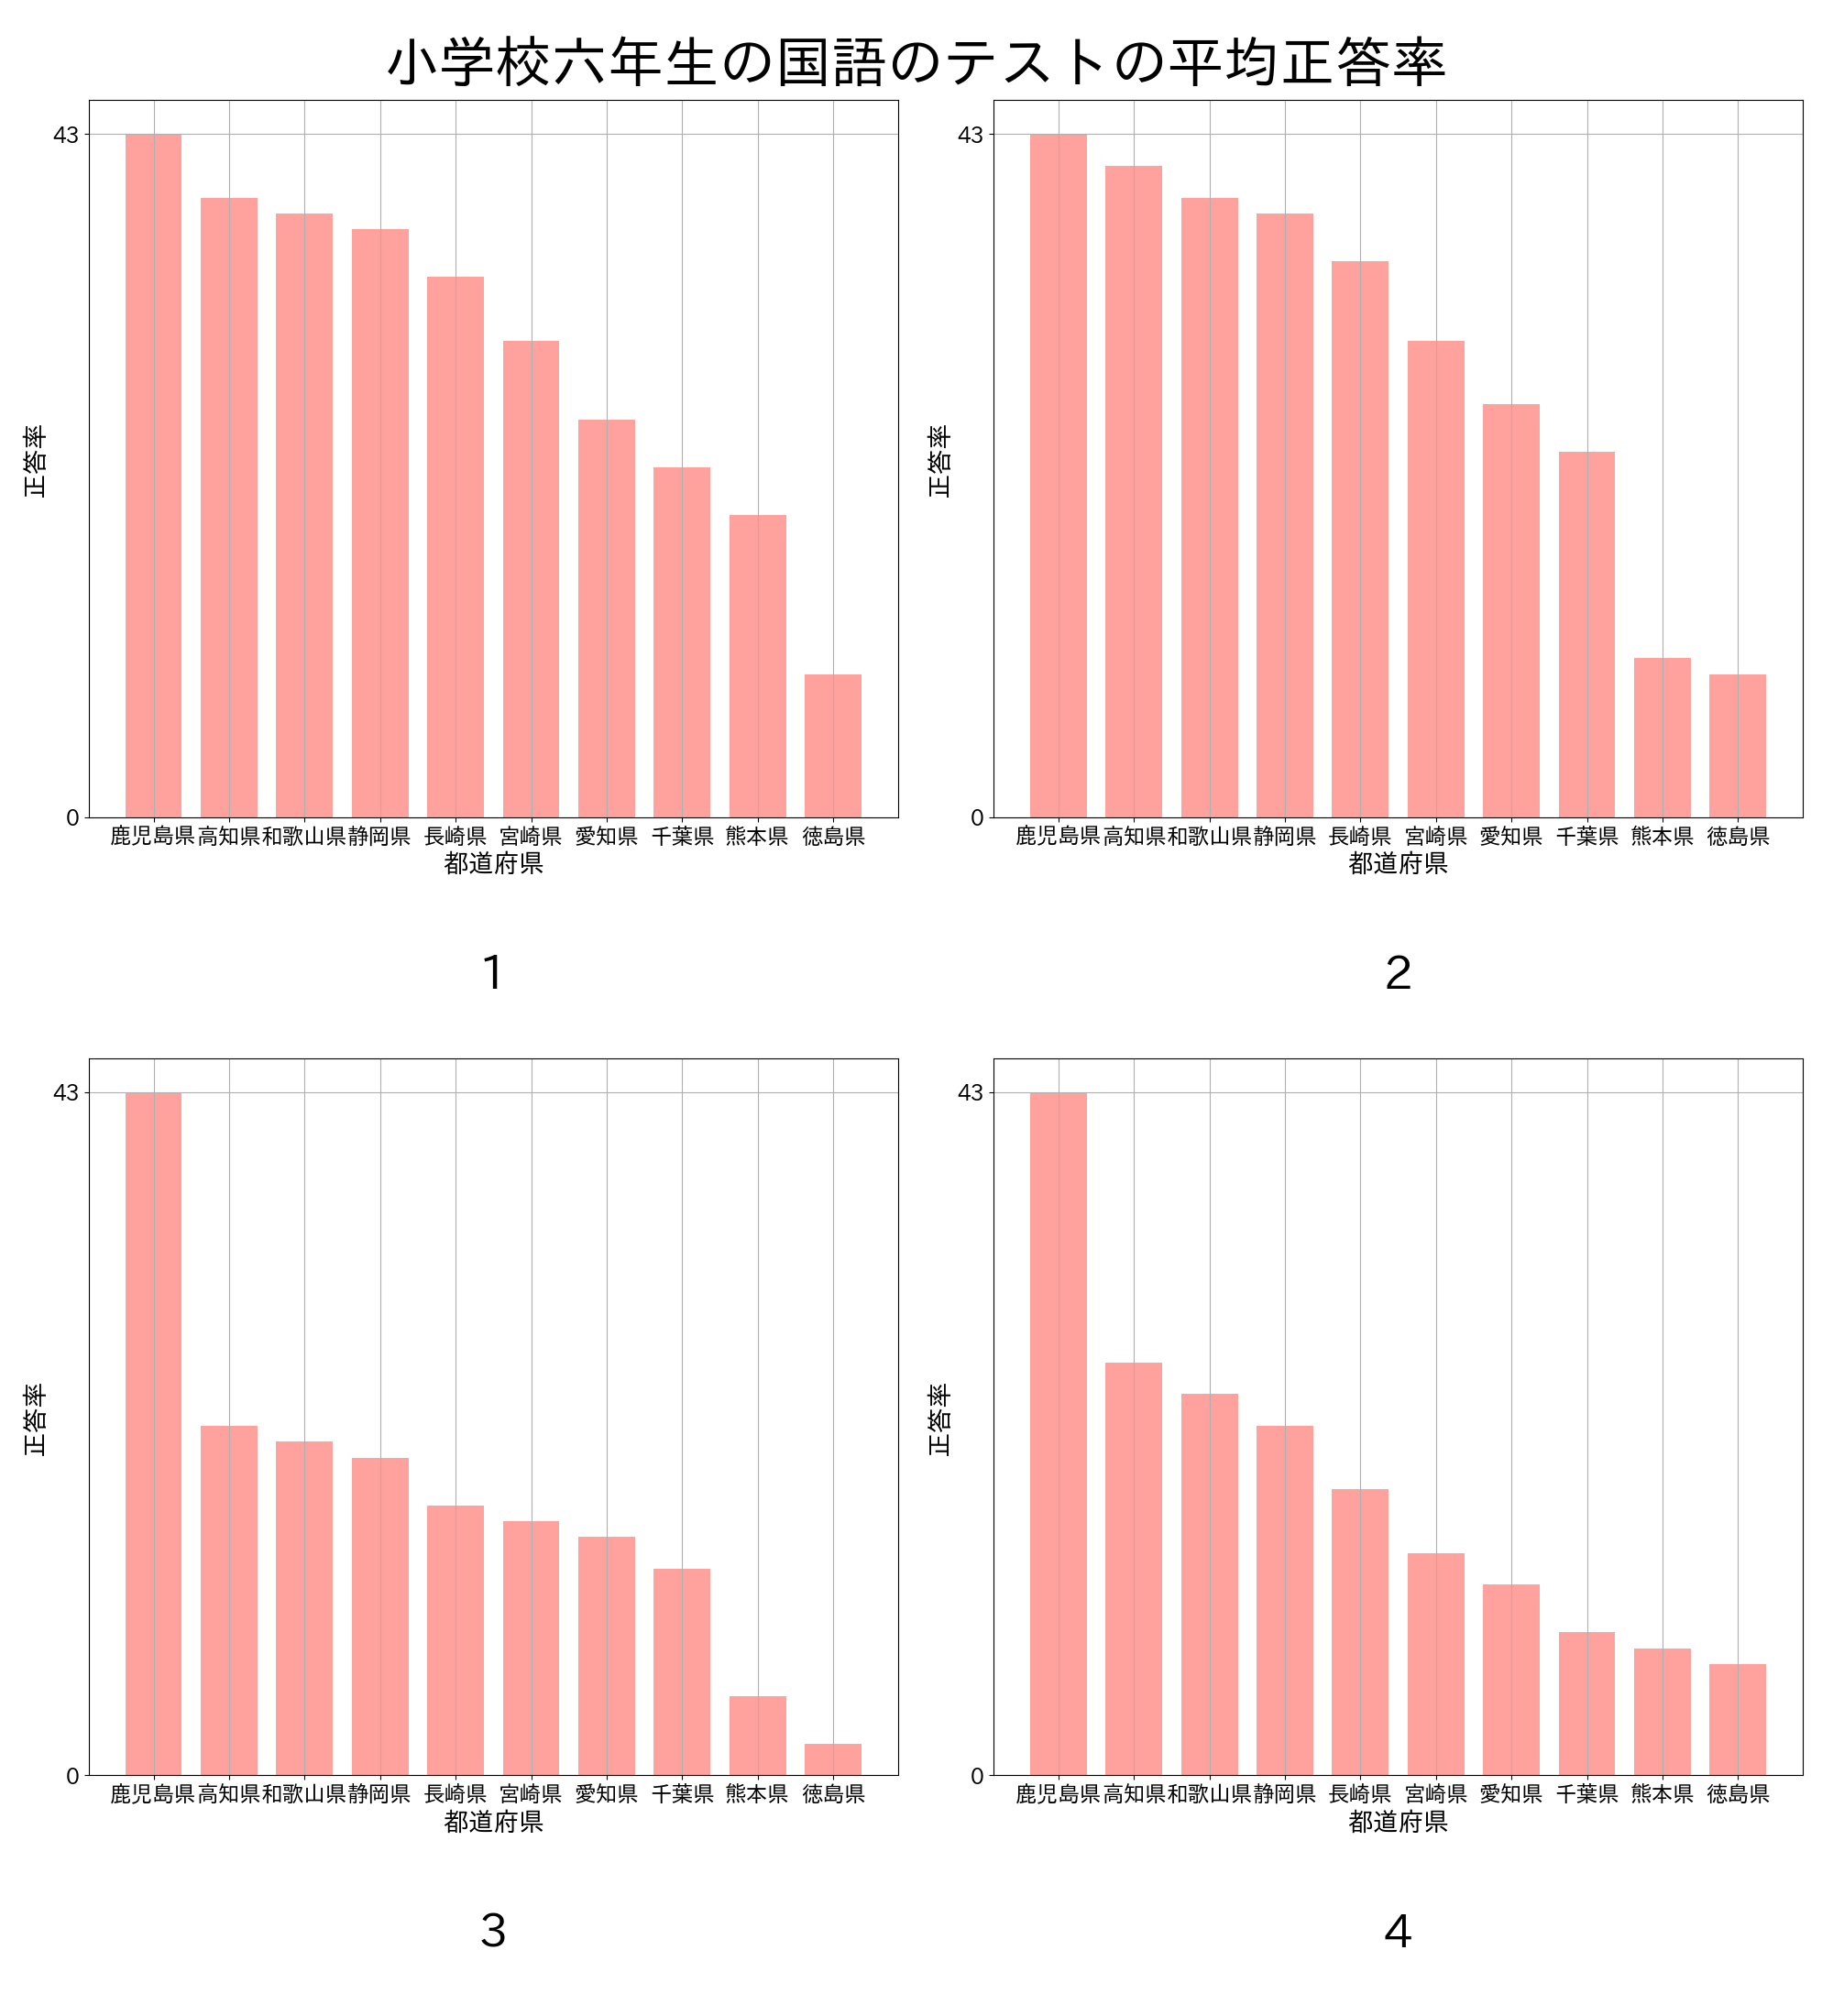 小学校六年生の国語のテストの平均正答率
43
0
正答率
鹿児島県 高知県 和歌山県 静岡県 長崎県 宮崎県 愛知県 千葉県 熊本県 徳島県
都道府県
1
43
0
正答率
鹿児島県 高知県 和歌山県 静岡県 長崎県 宮崎県 愛知県 千葉県 熊本県 徳島県
都道府県
2
43
0
正答率
鹿児島県 高知県 和歌山県 静岡県 長崎県 宮崎県 愛知県 千葉県 熊本県 徳島県
都道府県
3
43
0
正答率
鹿児島県 高知県 和歌山県 静岡県 長崎県 宮崎県 愛知県 千葉県 熊本県 徳島県
都道府県
4